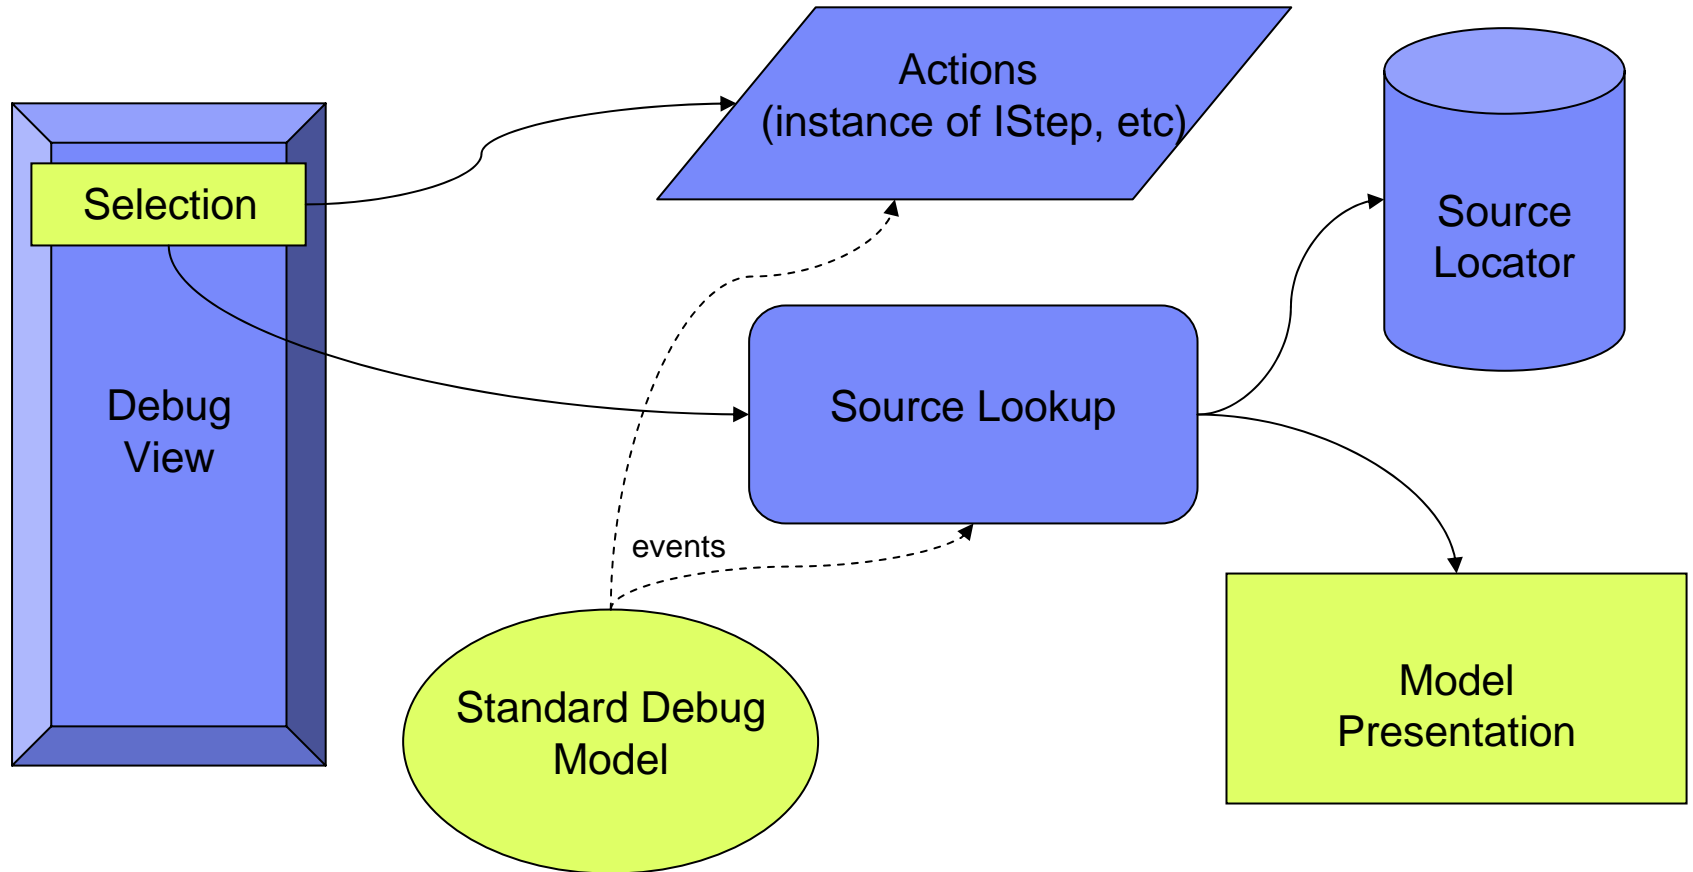 Actions
(instance of IStep, etc)
Selection
Source
Locator
Debug
View
Source Lookup
events
Standard Debug
Model
Model
Presentation